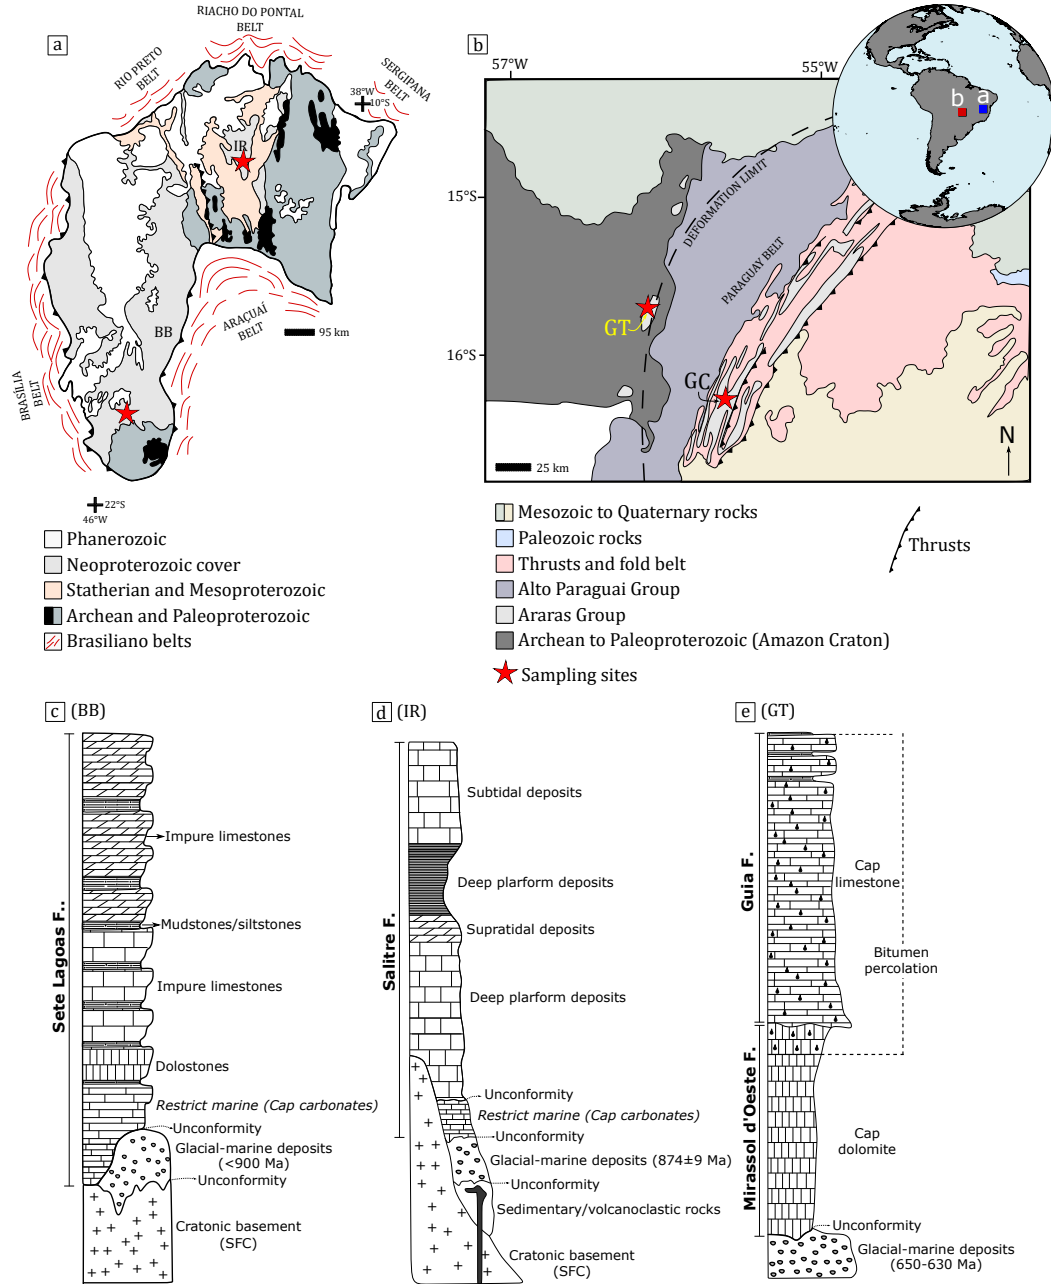 a
RIACHO DO PONTAL
BELT
RIO PRETO
BELT
SERGIPANA
BELT
38°W
10°S
IR
BB
ARAÇUAÍ
BELT
95 km
BRASÍLIA
BELT
22°S
46°W
Phanerozoic
Neoproterozoic cover
Statherian and Mesoproterozoic
Archean and Paleoproterozoic
Brasiliano belts
b
57°W
55°W
b
a
15°S
16°S
DEFORMATION LIMIT
PARAGUAY BELT
GT
GC
N
25 km
Mesozoic to Quaternary rocks
Paleozoic rocks
Thrusts and fold belt
Alto Paraguai Group
Araras Group
Archean to Paleoproterozoic (Amazon Craton)
Sampling sites
Thrusts
c (BB)
Sete Lagoas F..
Impure limestones
Mudstones/siltstones
Impure limestones
Dolostones
Restrict marine (Cap carbonates)
Unconformity
Glacial-marine deposits
(<900 Ma)
Unconformity
Cratonic basement
(SFC)
d (IR)
Salitre F.
Subtidal deposits
Deep plarform deposits
Supratidal deposits
Deep plarform deposits
Unconformity
Restrict marine (Cap carbonates)
Unconformity
Glacial-marine deposits (874±9 Ma)
Unconformity
Sedimentary/volcanoclastic rocks
Cratonic basement
(SFC)
e (GT)
Guia F.
Cap
limestone
Bitumen
percolation
Mirassol d'Oeste F.
Cap
dolomite
Unconformity
Glacial-marine deposits
(650-630 Ma)